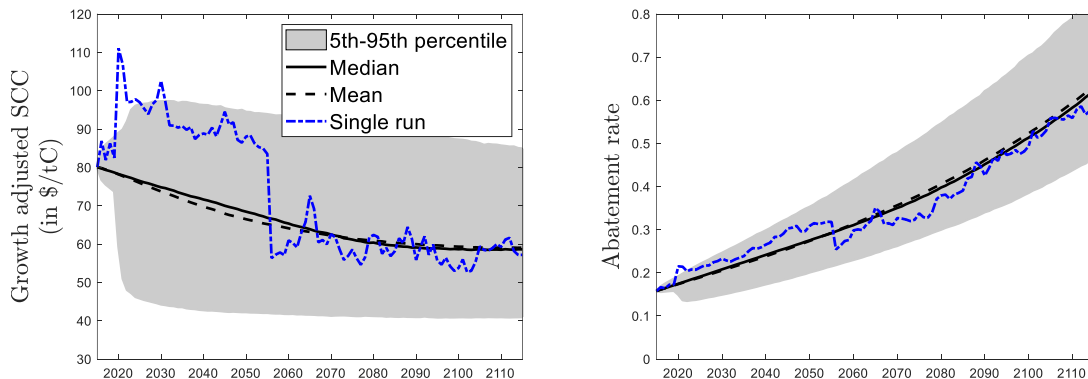 Growth adjusted SCC
(in $/tC)
120
110
100
90
80
70
60
50
40
30
2020 2030 2040 2050 2060 2070 2080 2090 2100 2110
5th-95th percentile
Median
Mean
Single run
Abatement rate
0.8
0.7
0.6
0.5
0.4
0.3
0.2
0.1
0
2020 2030 2040 2050 2060 2070 2080 2090 2100 2110